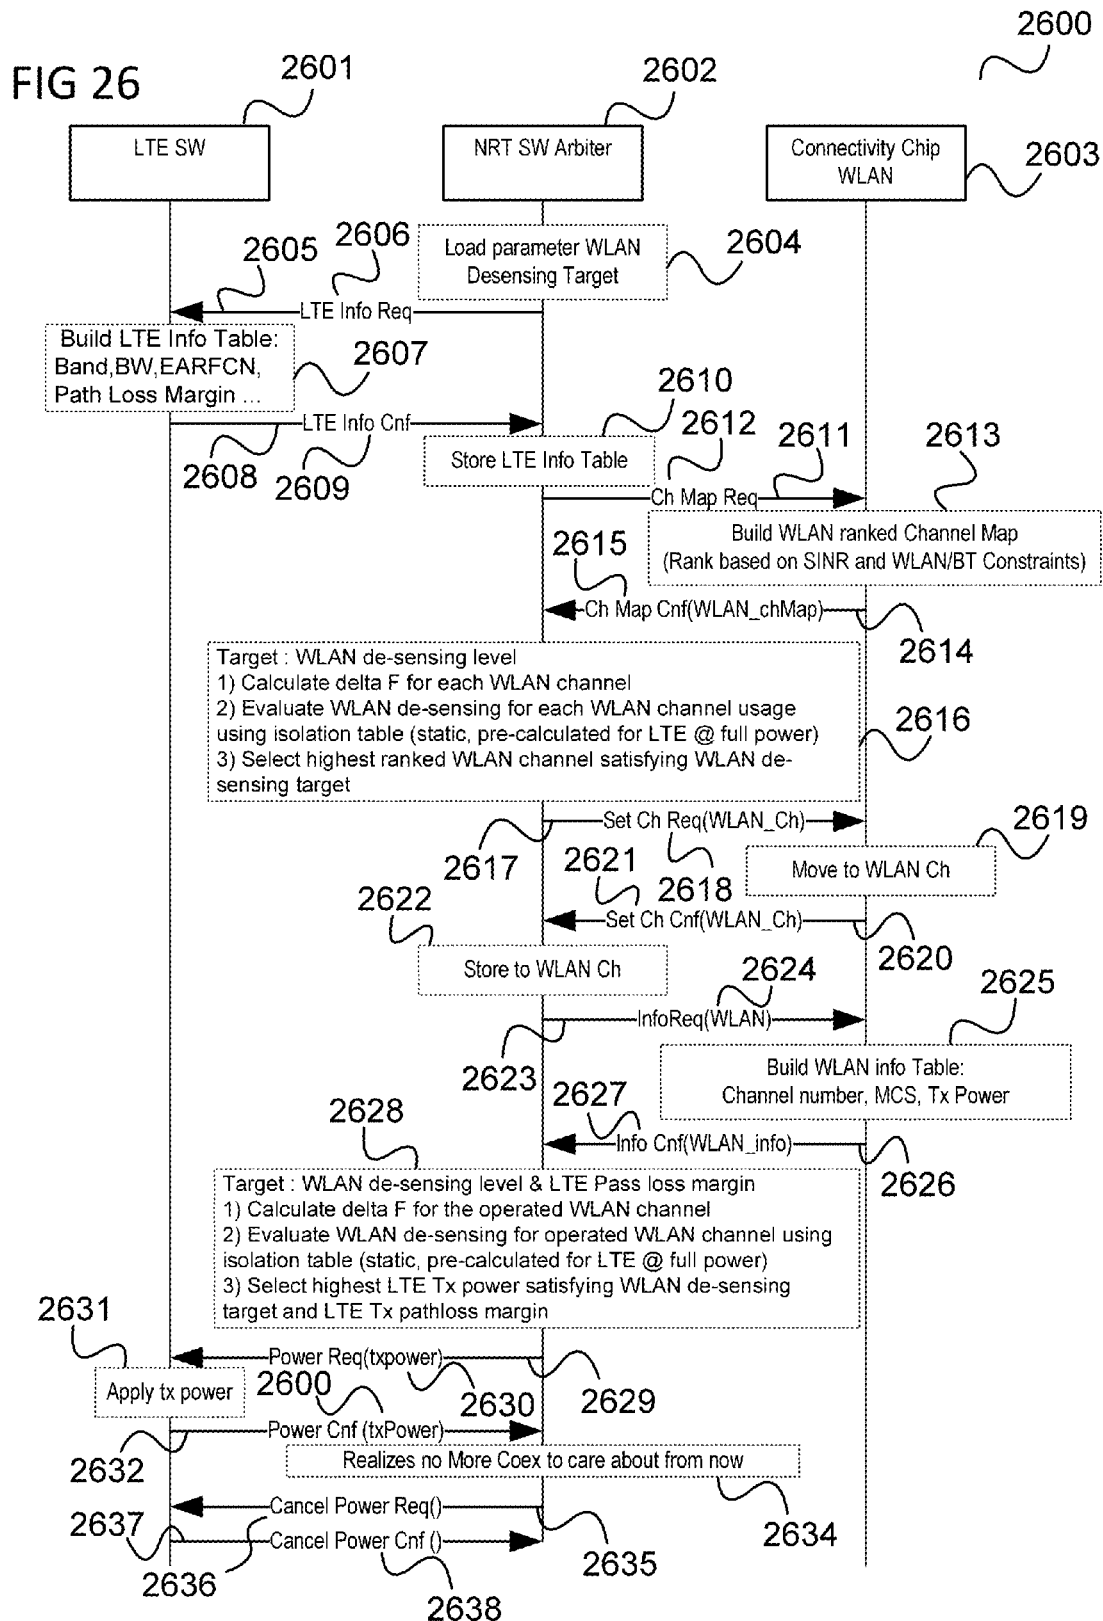 2600
FIG 26
2601
2602
2603
LTE SW
NRT SW Arbiter
Connectivity Chip
WLAN
2604
Load parameter WLAN
Desensing Target
2605
2606
LTE Info Req
Build LTE Info Table:
Band,BW,EARFCN,
Path Loss Margin ...
2607
LTE Info Cnf
2608
2609
2610
Store LTE Info Table
2612
2611
Ch Map Req
2613
Build WLAN ranked Channel Map
(Rank based on SINR and WLAN/BT Constraints)
2615
Ch Map Cnf(WLAN_chMap)
2614
Target : WLAN de-sensing level
1) Calculate delta F for each WLAN channel
2) Evaluate WLAN de-sensing for each WLAN channel usage
using isolation table (static, pre-calculated for LTE @ full power)
3) Select highest ranked WLAN channel satisfying WLAN de-
sensing target
2616
Set Ch Req(WLAN_Ch)
2617
2618
2619
Move to WLAN Ch
2621
Set Ch Cnf(WLAN_Ch)
2620
2622
Store to WLAN Ch
2624
InfoReq(WLAN)
2623
2625
Build WLAN info Table:
Channel number, MCS, Tx Power
2627
Info Cnf(WLAN_info)
2626
2628
Target : WLAN de-sensing level & LTE Pass loss margin
1) Calculate delta F for the operated WLAN channel
2) Evaluate WLAN de-sensing for operated WLAN channel using
isolation table (static, pre-calculated for LTE @ full power)
3) Select highest LTE Tx power satisfying WLAN de-sensing
target and LTE Tx pathloss margin
2631
Power Req(txpower)
2630
2629
Apply tx power
2600
Power Cnf (txPower)
2632
Realizes no More Coex to care about from now
2634
Cancel Power Req()
2637
2635
Cancel Power Cnf ()
2636
2638